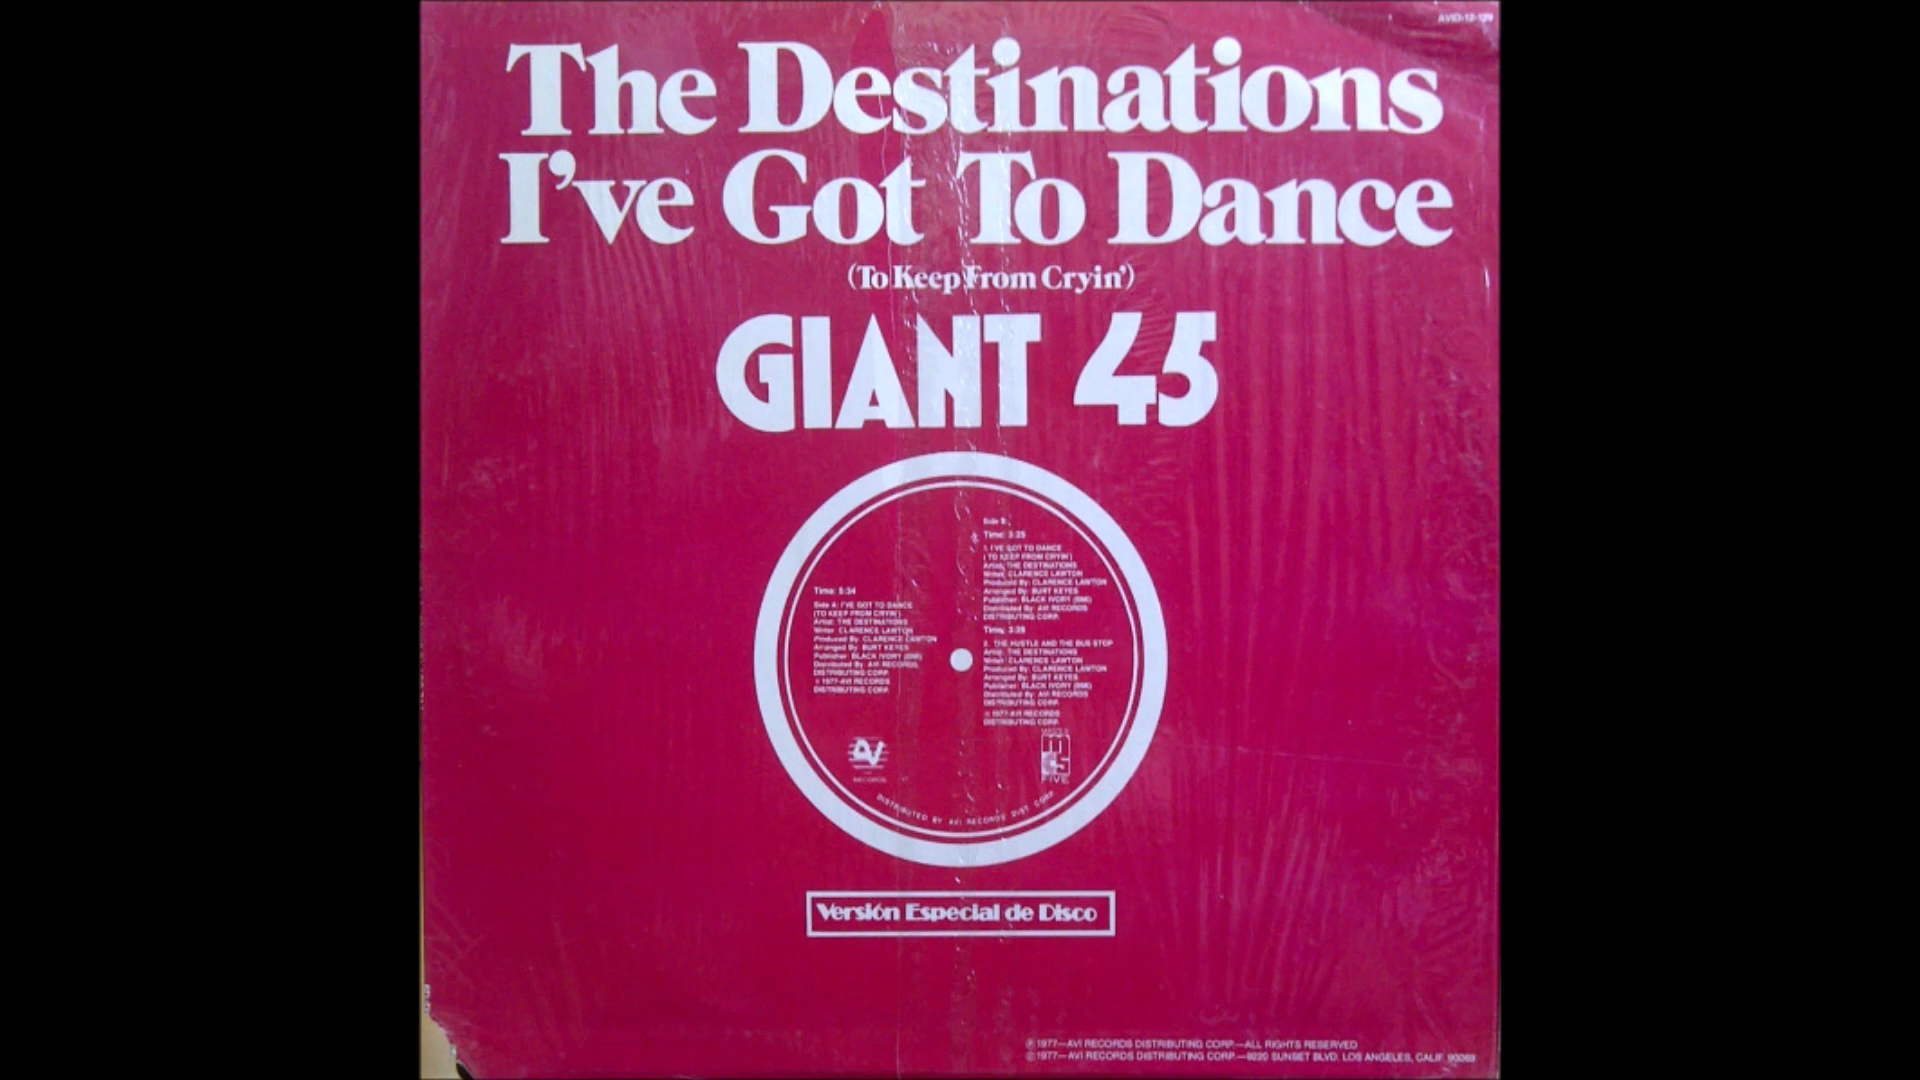 The Destinations
I've Got To Dance
(To Keep From Cryin')
GIANT 45
Time: 5:34
Side A: I'VE GOT TO DANCE
(TO KEEP FROM CRYIN')
Artist: THE DESTINATIONS
Writer: CLARENCE LAWTON
Produced By: CLARENCE LAWTON
Arranged By: BURT KEYES
Publisher: BLACK IVORY (BMI)
Distributed By: AVI RECORDS
DISTRIBUTING CORP.
1977-AVI RECORDS
DISTRIBUTING CORP.
Side B:
Time: 3:25
1. I'VE GOT TO DANCE
(TO KEEP FROM CRYIN')
Artist: THE DESTINATIONS
Writer: CLARENCE LAWTON
Produced By: CLARENCE LAWTON
Arranged By: BURT KEYES
Publisher: BLACK IVORY (BMI)
Distributed By: AVI RECORDS
DISTRIBUTING CORP.
Time:
2. THE HUSTLE AND THE BUS STOP
Artist: THE DESTINATIONS
Writer: CLARENCE LAWTON
Produced By: CLARENCE LAWTON
Arranged By: BURT KEYES
Publisher: BLACK IVORY (BMI)
Distributed By: AVI RECORDS
DISTRIBUTING CORP.
1977-AVI RECORDS
DISTRIBUTING CORP.
RECORDS
FIVE
DISTRIBUTED BY AVI RECORDS DIST. CORP.
Versión Especial de Disco
℗ 1977—AVI RECORDS DISTRIBUTING CORP.—ALL RIGHTS RESERVED
© 1977—AVI RECORDS DISTRIBUTING CORP.—9220 SUNSET BLVD. LOS ANGELES, CALIF. 90069